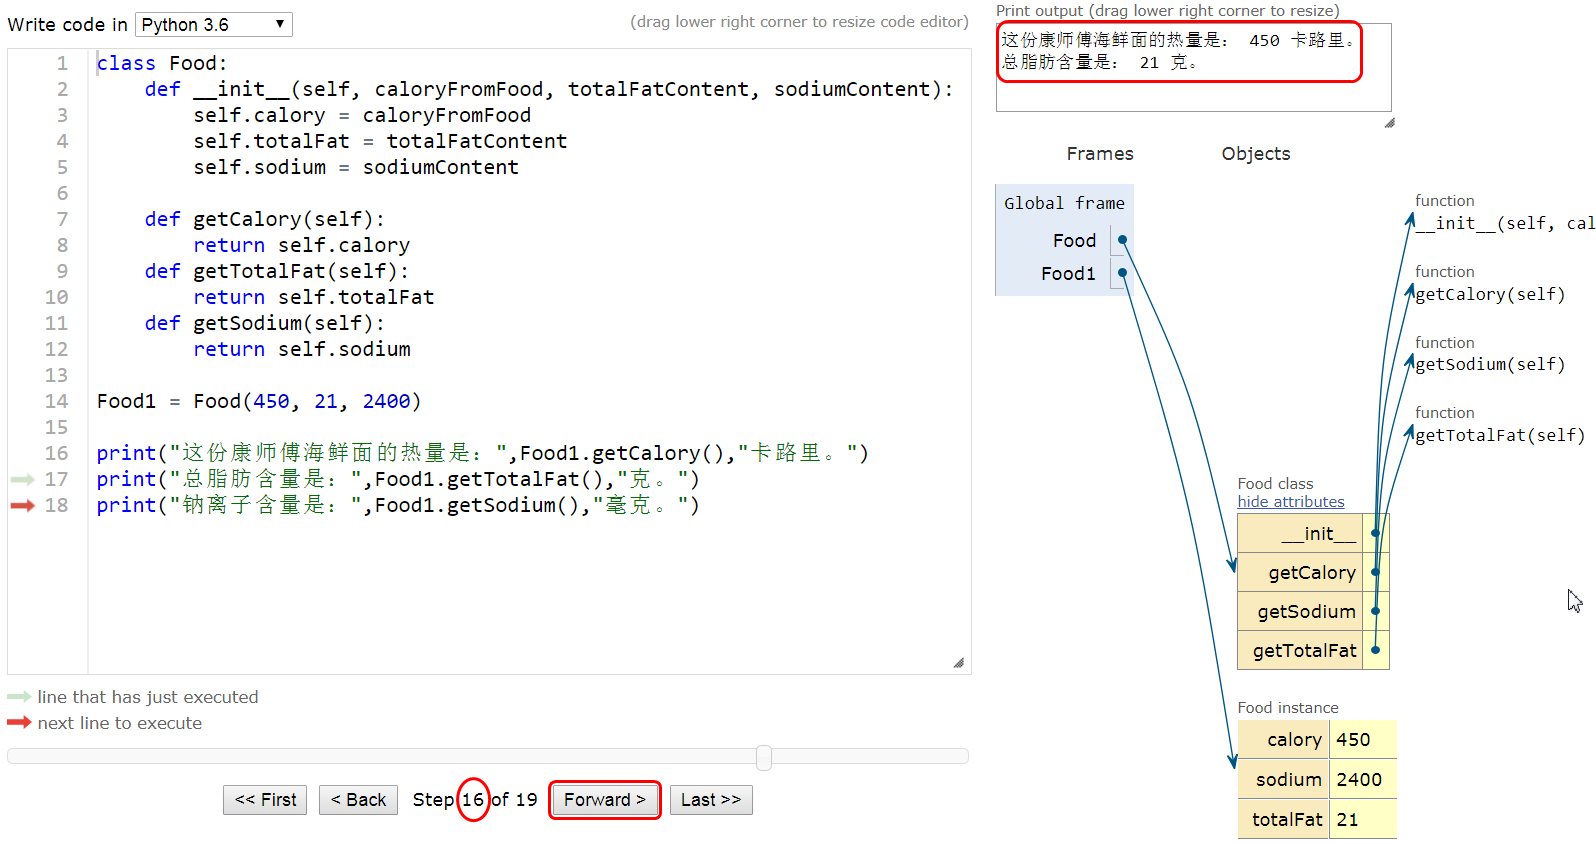 Write code in Python 3.6
(drag lower right corner to resize code editor)
1 class Food:
2 def __init__(self, caloryFromFood, totalFatContent, sodiumContent):
3 self.calory = caloryFromFood
4 self.totalFat = totalFatContent
5 self.sodium = sodiumContent
6
7 def getCalory(self):
8 return self.calory
9 def getTotalFat(self):
10 return self.totalFat
11 def getSodium(self):
12 return self.sodium
13
14 Food1 = Food(450, 21, 2400)
15
16 print("这份康师傅海鲜面的热量是：",Food1.getCalory(),"卡路里。")
17 print("总脂肪含量是：",Food1.getTotalFat(),"克。")
18 print("钠离子含量是：",Food1.getSodium(),"毫克。")
line that has just executed
next line to execute
<< First < Back Step 16 of 19 Forward > Last >>
Print output (drag lower right corner to resize)
这份康师傅海鲜面的热量是： 450 卡路里。
总脂肪含量是： 21 克。
Frames Objects
Global frame
Food
Food1
function
__init__(self, cal
function
getCalory(self)
function
getSodium(self)
function
getTotalFat(self)
Food class
hide attributes
__init__
getCalory
getSodium
getTotalFat
Food instance
calory 450
sodium 2400
totalFat 21